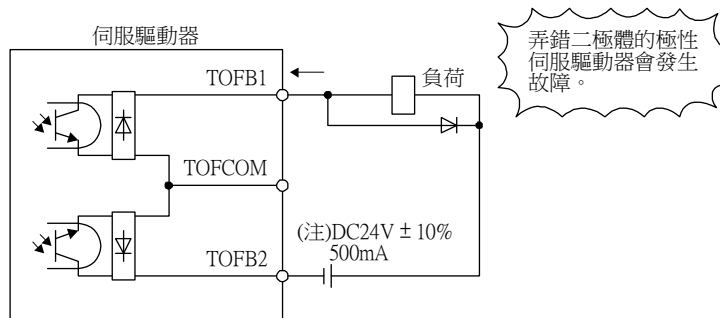 伺服驅動器
弄錯二極體的極性
伺服驅動器會發生
故障。
TOFB1
負荷
TOFCOM
(注)DC24V ± 10%
500mA
TOFB2